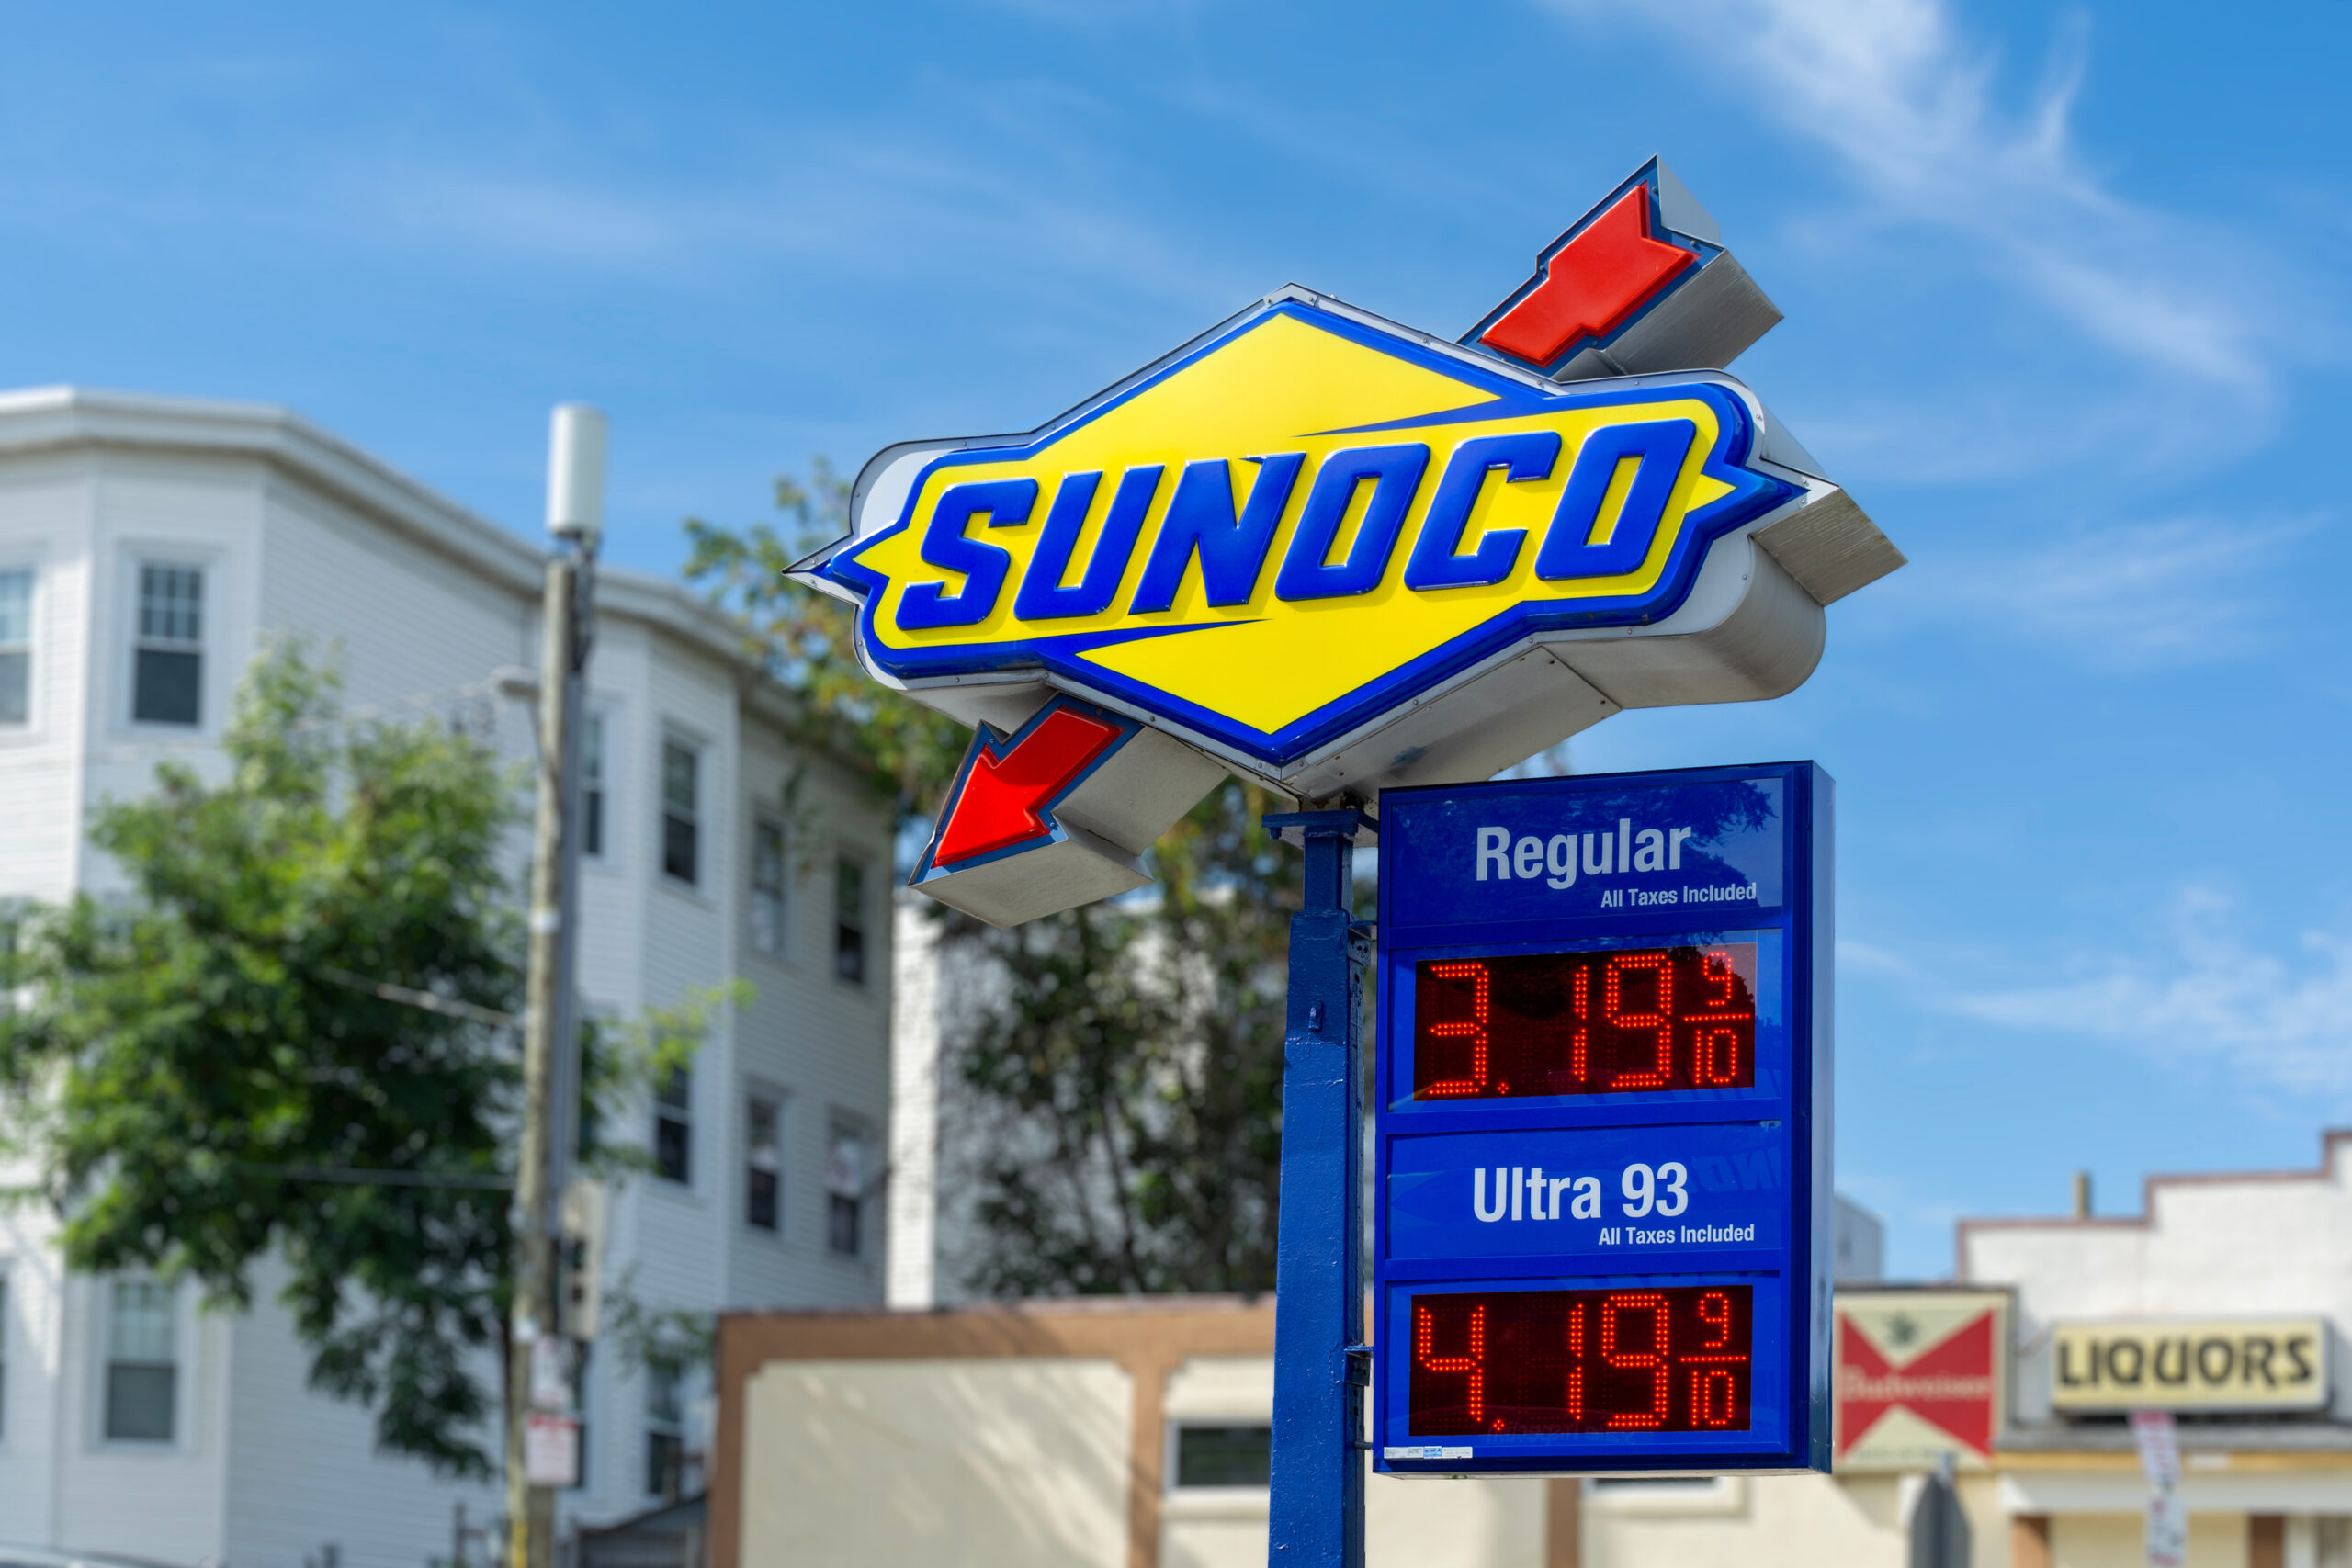 SUNOCO
Regular
All Taxes Included
3.19 9/10
Ultra 93
All Taxes Included
4.19 9/10
Budweiser
LIQUORS